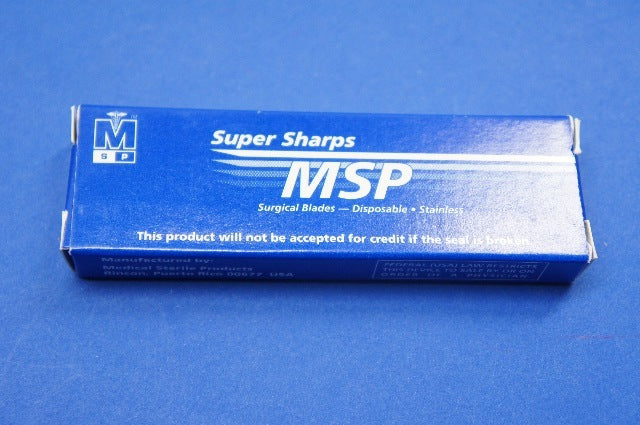 M™
S P
Super Sharps
MSP
Surgical Blades — Disposable • Stainless
This product will not be accepted for credit if the seal is broken.
Manufactured by:
Medical Sterile Products
Rincon, Puerto Rico 00677 USA
FEDERAL (USA) LAW RESTRICTS
THIS DEVICE TO SALE BY OR ON
ORDER OF A PHYSICIAN